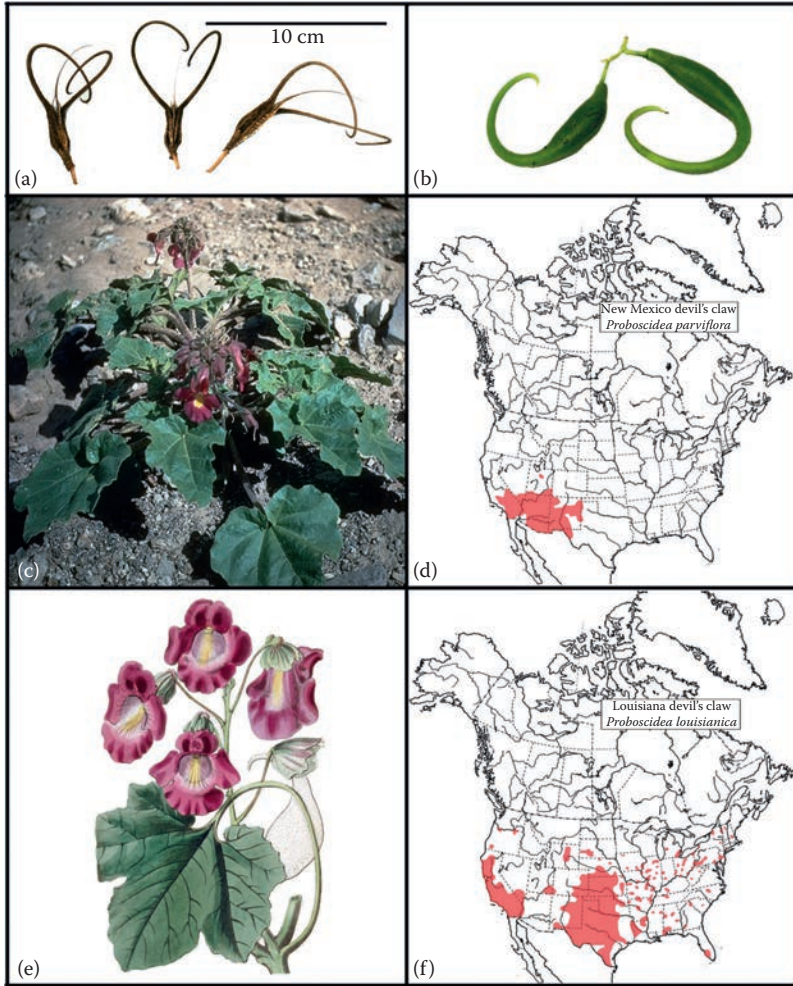 10 cm
(a)
(b)
New Mexico devil's claw
Proboscidea parviflora
(c)
(d)
Louisiana devil's claw
Proboscidea louisianica
(e)
(f)